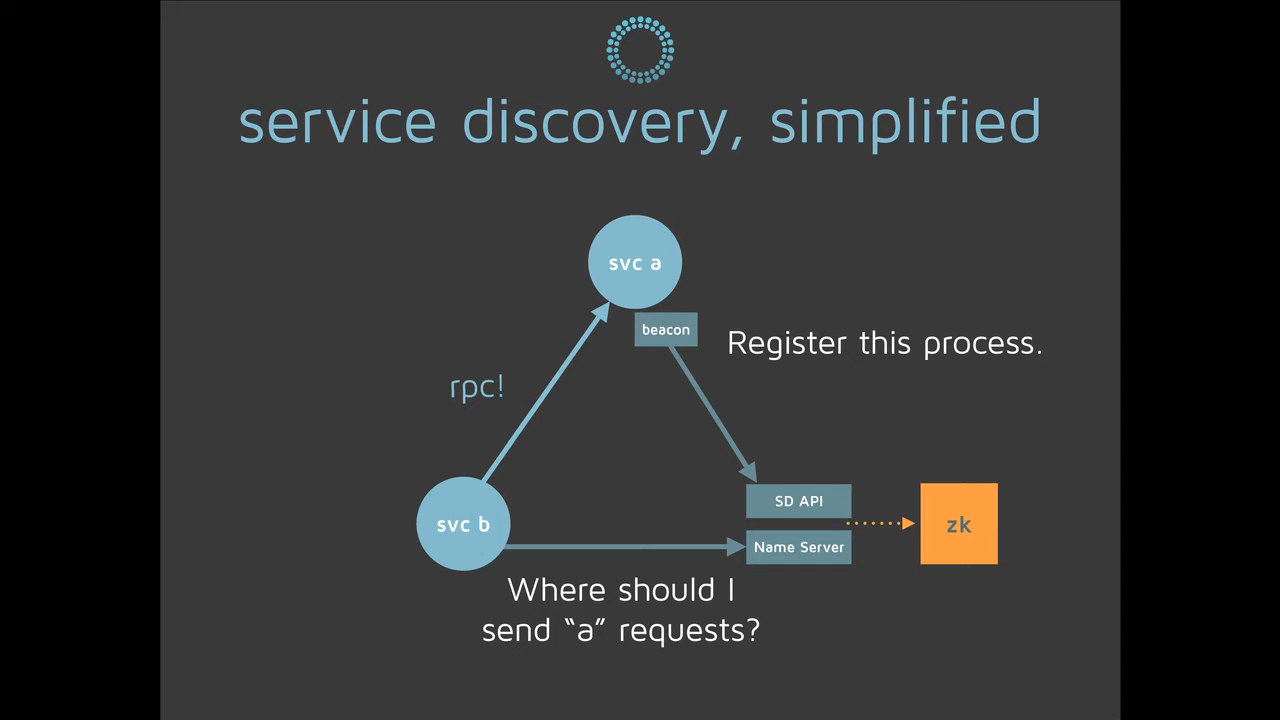 service discovery, simplified
svc a
beacon
Register this process.
rpc!
svc b
SD API
Name Server
zk
Where should I
send “a” requests?